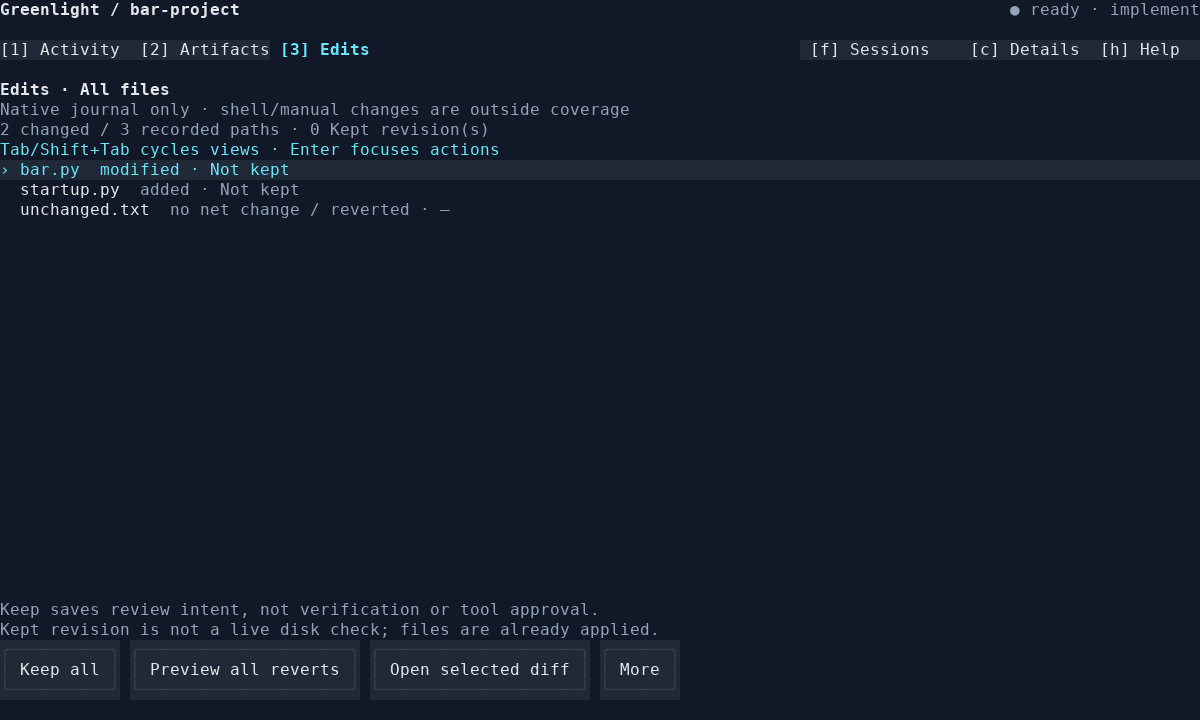 Greenlight / bar-project ● ready · implement
[1] Activity [2] Artifacts [3] Edits [f] Sessions [c] Details [h] Help
Edits · All files
Native journal only · shell/manual changes are outside coverage
2 changed / 3 recorded paths · 0 Kept revision(s)
Tab/Shift+Tab cycles views · Enter focuses actions
› bar.py modified · Not kept
startup.py added · Not kept
unchanged.txt no net change / reverted · —
Keep saves review intent, not verification or tool approval.
Kept revision is not a live disk check; files are already applied.
Keep all Preview all reverts Open selected diff More